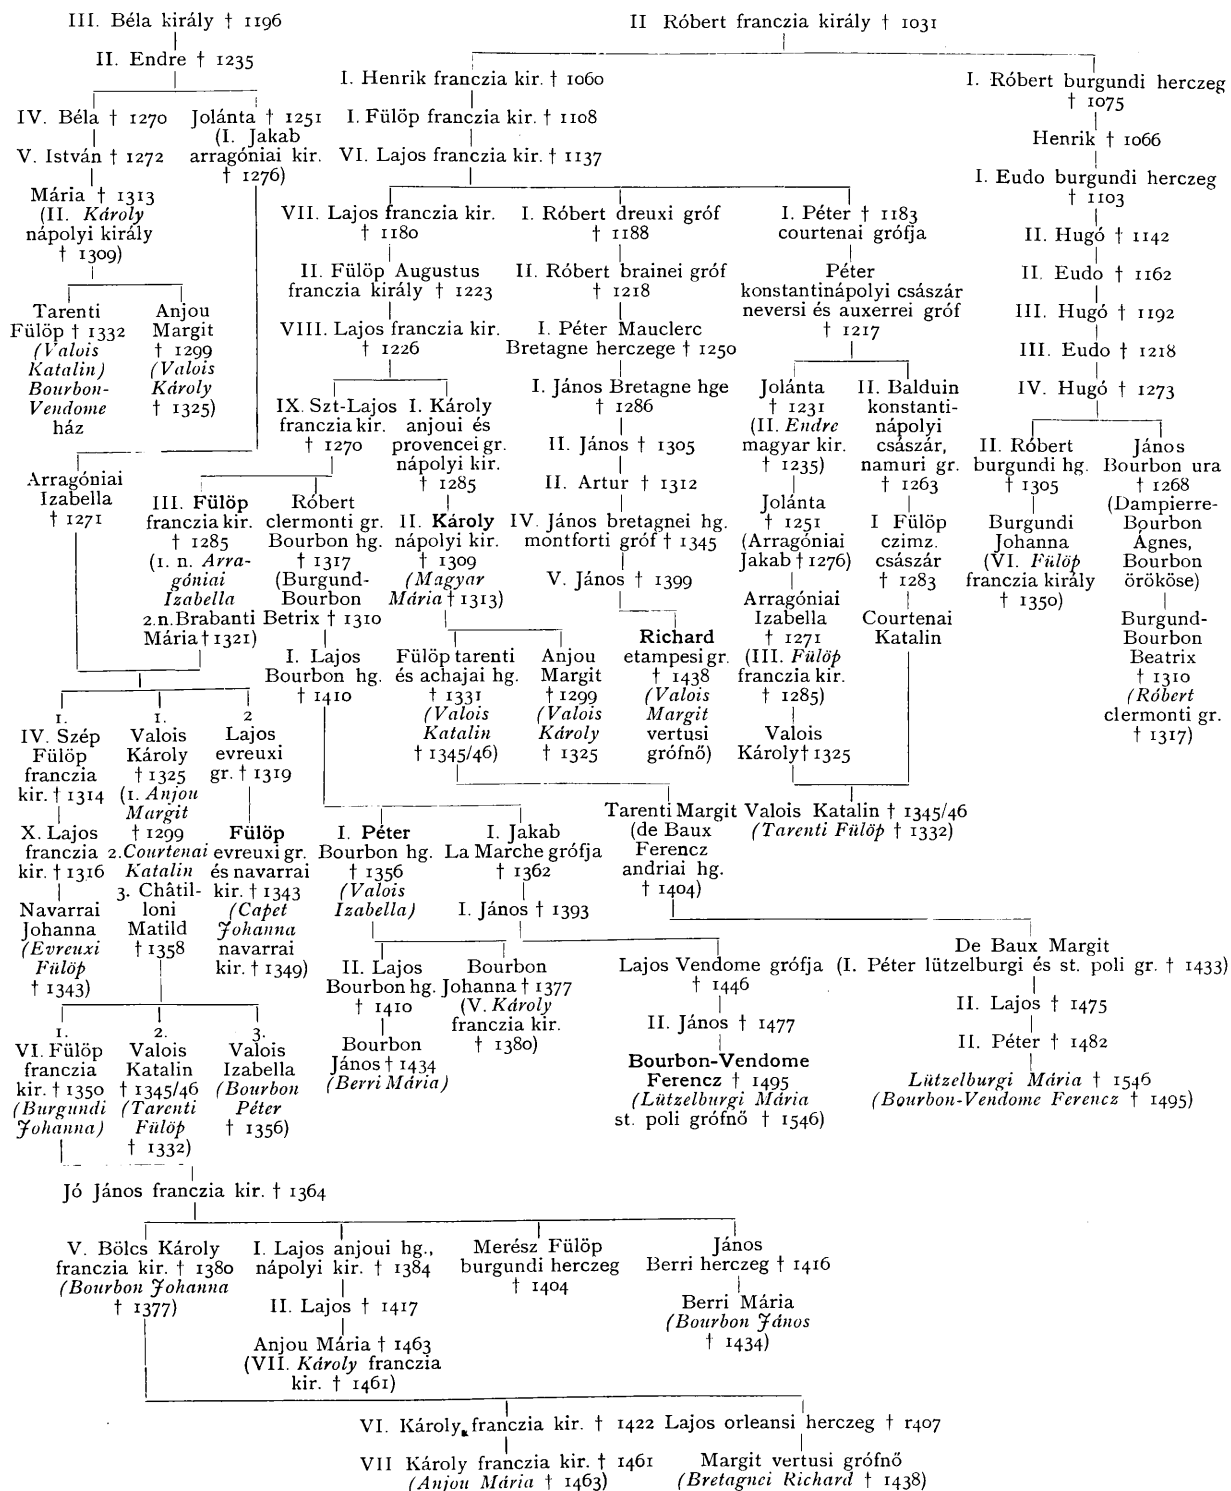 III. Béla király † 1196
II. Endre † 1235
IV. Béla † 1270
V. István † 1272
Mária † 1313
(II. Károly
nápolyi király
† 1309)
Tarenti
Fülöp † 1332
(Valois
Katalin)
Bourbon-
Vendome
ház
Anjou
Margit
† 1299
(Valois
Károly
† 1325)
Jolánta † 1251
(I. Jakab
arragóniai kir.
† 1276)
Arragóniai
Izabella
† 1271
II Róbert franczia király † 1031
I. Henrik franczia kir. † 1060
I. Fülöp franczia kir. † 1108
VI. Lajos franczia kir. † 1137
VII. Lajos franczia kir.
† 1180
II. Fülöp Augustus
franczia király † 1223
VIII. Lajos franczia kir.
† 1226
IX. Szt-Lajos
franczia kir.
† 1270
III. Fülöp
franczia kir.
† 1285
(1. n. Arra-
góniai
Izabella
2.n. Brabanti
Mária † 1321)
Róbert
clermonti gr.
Bourbon hg.
† 1317
(Burgund-
Bourbon
Betrix † 1310
I. Lajos
Bourbon hg.
† 1410
I. Károly
anjoui és
provencei gr.
nápolyi kir.
† 1285
II. Károly
nápolyi kir.
† 1309
(Magyar
Mária † 1313)
Fülöp tarenti
és achajai hg.
† 1331
(Valois
Katalin
† 1345/46)
Anjou
Margit
† 1299
(Valois
Károly
† 1325
I. Róbert dreuxi gróf
† 1188
II. Róbert brainei gróf
† 1218
I. Péter Mauclerc
Bretagne herczege † 1250
I. János Bretagne hge
† 1286
II. János † 1305
II. Artur † 1312
IV. János bretagnei hg.
montforti gróf † 1345
V. János † 1399
Richard
etampesi gr.
† 1438
(Valois
Margit
vertusi
grófnő)
I. Péter † 1183
courtenai grófja
Péter
konstantinápolyi császár
neversi és auxerrei gróf
† 1217
Jolánta
† 1231
(II. Endre
magyar kir.
† 1235)
Jolánta
† 1251
(Arragóniai
Jakab † 1276)
Arragóniai
Izabella
† 1271
(III. Fülöp
franczia kir.
† 1285)
Valois
Károly † 1325
II. Balduin
konstanti-
nápolyi
császár,
namuri gr.
† 1263
I Fülöp
czimz.
császár
† 1283
Courtenai
Katalin
I. Róbert burgundi herczeg
† 1075
Henrik † 1066
I. Eudo burgundi herczeg
† 1103
II. Hugó † 1142
II. Eudo † 1162
III. Hugó † 1192
III. Eudo † 1218
IV. Hugó † 1273
II. Róbert
burgundi hg.
† 1305
Burgundi
Johanna
(VI. Fülöp
franczia király
† 1350)
János
Bourbon ura
† 1268
(Dampierre-
Bourbon
Ágnes,
Bourbon
örököse)
Burgund-
Bourbon
Beatrix
† 1310
(Róbert
clermonti gr.
† 1317)
1.
IV. Szép
Fülöp
franczia
kir. † 1314
X. Lajos
franczia
kir. † 1316
Navarrai
Johanna
(Evreuxi
Fülöp
† 1343)
1.
Valois
Károly
† 1325
(1. Anjou
Margit
† 1299
2. Courtenai
Katalin
3. Châtil-
loni
Matild
† 1358
2
Lajos
evreuxi
gr. † 1319
Fülöp
evreuxi gr.
és navarrai
kir. † 1343
(Capet
Johanna
navarrai
kir. † 1349)
I. Péter
Bourbon hg.
† 1356
(Valois
Izabella)
II. Lajos
Bourbon hg.
† 1410
Bourbon
János † 1434
(Berri Mária)
Bourbon
Johanna † 1377
(V. Károly
franczia kir.
† 1380)
I. Jakab
La Marche grófja
† 1362
I. János † 1393
Lajos Vendome grófja
† 1446
II. János † 1477
Bourbon-Vendome
Ferencz † 1495
(Lützelburgi Mária
st. poli grófnő † 1546)
Tarenti Margit
(de Baux
Ferencz
andriai hg.
† 1404)
De Baux Margit
(I. Péter lützelburgi és st. poli gr. † 1433)
II. Lajos † 1475
II. Péter † 1482
Lützelburgi Mária † 1546
(Bourbon-Vendome Ferencz † 1495)
Valois Katalin † 1345/46
(Tarenti Fülöp † 1332)
1.
VI. Fülöp
franczia
kir. † 1350
(Burgundi
Johanna)
2.
Valois
Katalin
† 1345/46
(Tarenti
Fülöp
† 1332)
3.
Valois
Izabella
(Bourbon
Péter
† 1356)
Jó János franczia kir. † 1364
V. Bölcs Károly
franczia kir. † 1380
(Bourbon Johanna
† 1377)
I. Lajos anjoui hg.,
nápolyi kir. † 1384
II. Lajos † 1417
Anjou Mária † 1463
(VII. Károly franczia
kir. † 1461)
Merész Fülöp
burgundi herczeg
† 1404
János
Berri herczeg † 1416
Berri Mária
(Bourbon János
† 1434)
VI. Károly franczia kir. † 1422
VII Károly franczia kir. † 1461
(Anjou Mária † 1463)
Lajos orleansi herczeg † 1407
Margit vertusi grófnő
(Bretagnei Richard † 1438)